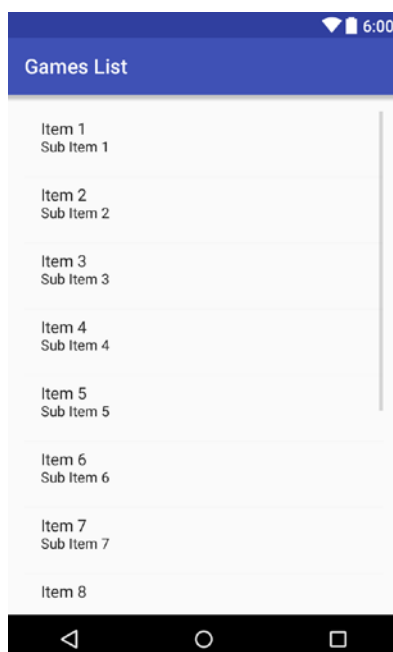 6:00
Games List
Item 1
Sub Item 1
Item 2
Sub Item 2
Item 3
Sub Item 3
Item 4
Sub Item 4
Item 5
Sub Item 5
Item 6
Sub Item 6
Item 7
Sub Item 7
Item 8